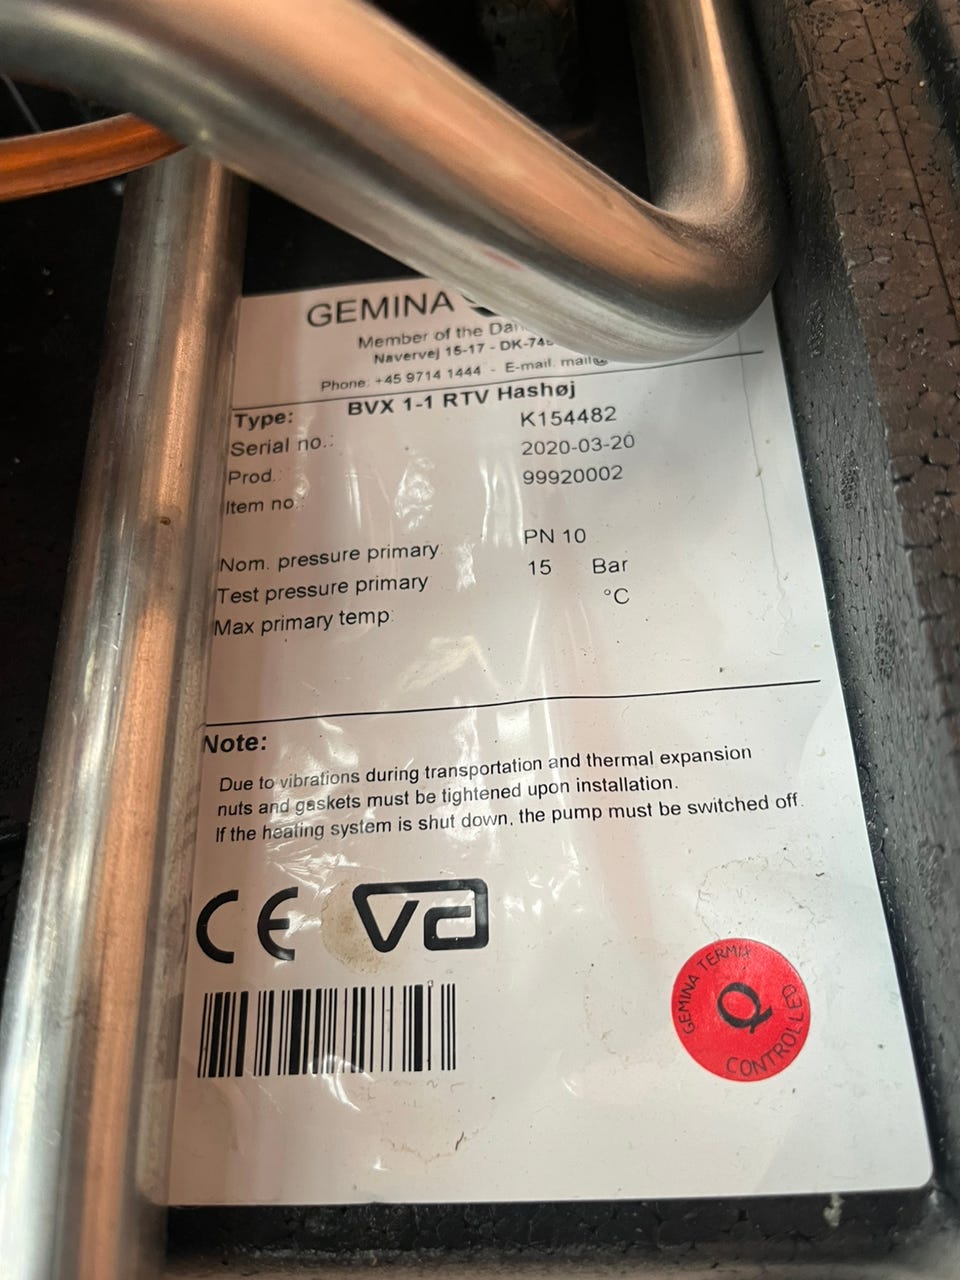 GEMINA
Member of the
Navervej 15-17 - DK-
Phone: +45 9714 1444 - E-mail. mail@
Type: BVX 1-1 RTV Hashøj
Serial no.: K154482
Prod.: 2020-03-20
Item no.: 99920002
Nom. pressure primary: PN 10
Test pressure primary 15 Bar
Max primary temp: °C
Note:
Due to vibrations during transportation and thermal expansion
nuts and gaskets must be tightened upon installation.
If the heating system is shut down, the pump must be switched off.
CE VA
GEMINA TERMIX
Q
CONTROLLED